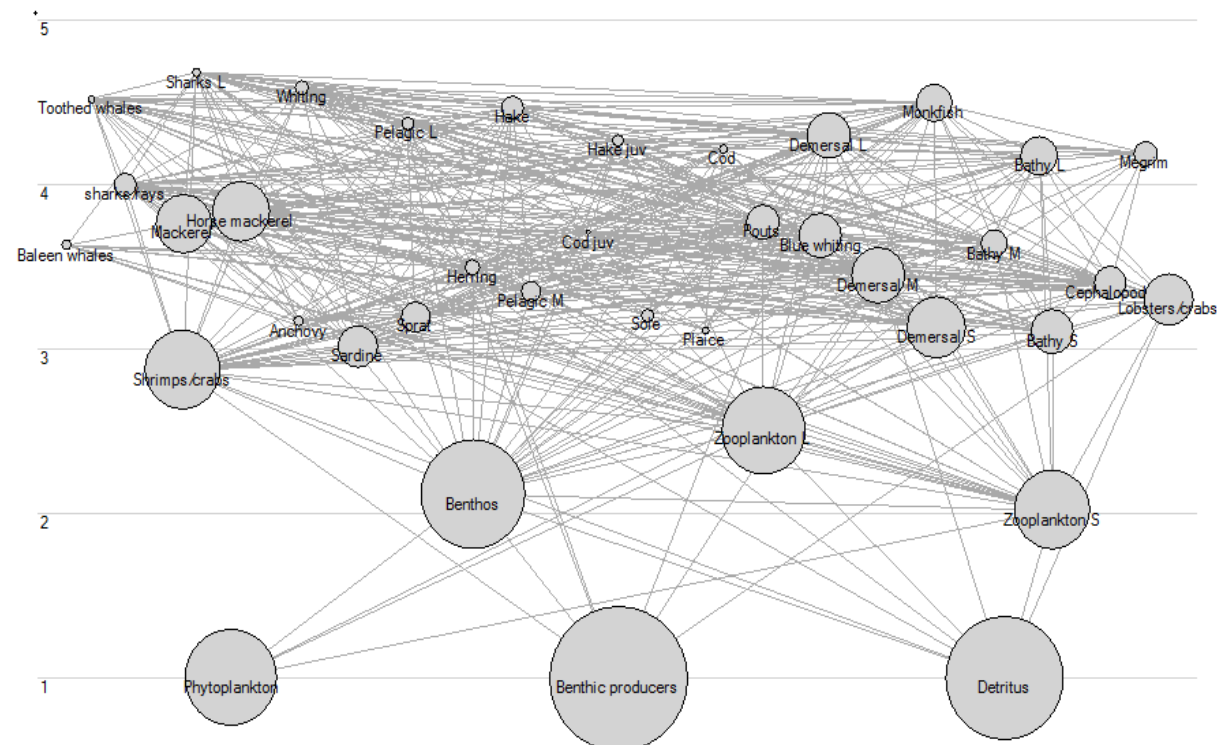 5
Sharks L
Toothed whales
Whiting
Pelagic L
Hake
Hake juv
Cod
Demersal L
Monkfish
Bathy L
Megrim
4
sharks/rays
Mackerel
Horse mackerel
Baleen whales
Cod juv
Pouts
Blue whiting
Bathy M
Herring
Pelagic M
Demersal M
Cephalopod
Lobsters/crabs
Anchovy
Sprat
Sole
Plaice
Demersal S
Bathy S
Sardine
3
Shrimps/crabs
Zooplankton L
Benthos
Zooplankton S
2
Phytoplankton
Benthic producers
Detritus
1